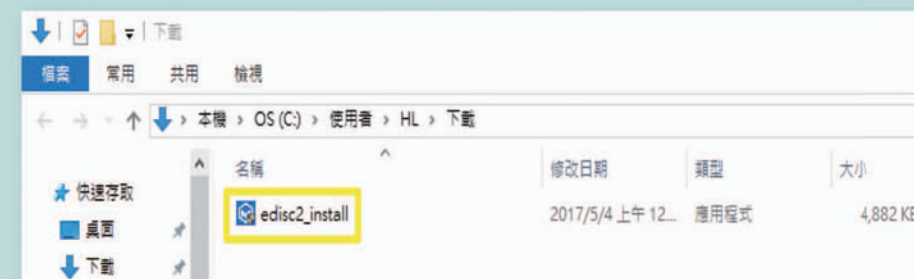 下載
檔案 常用 共用 檢視
本機 › OS (C:) › 使用者 › HL › 下載
名稱 修改日期 類型 大小
快速存取
edisc2_install 2017/5/4 上午 12... 應用程式 4,882 KB
桌面
下載